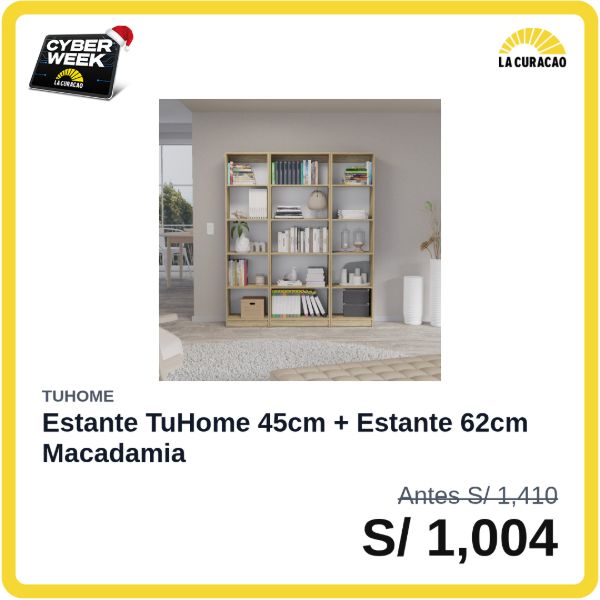 CYBER
WEEK
LA CURACAO
LA CURACAO
TUHOME
Estante TuHome 45cm + Estante 62cm
Macadamia
Antes S/ 1,410
S/ 1,004